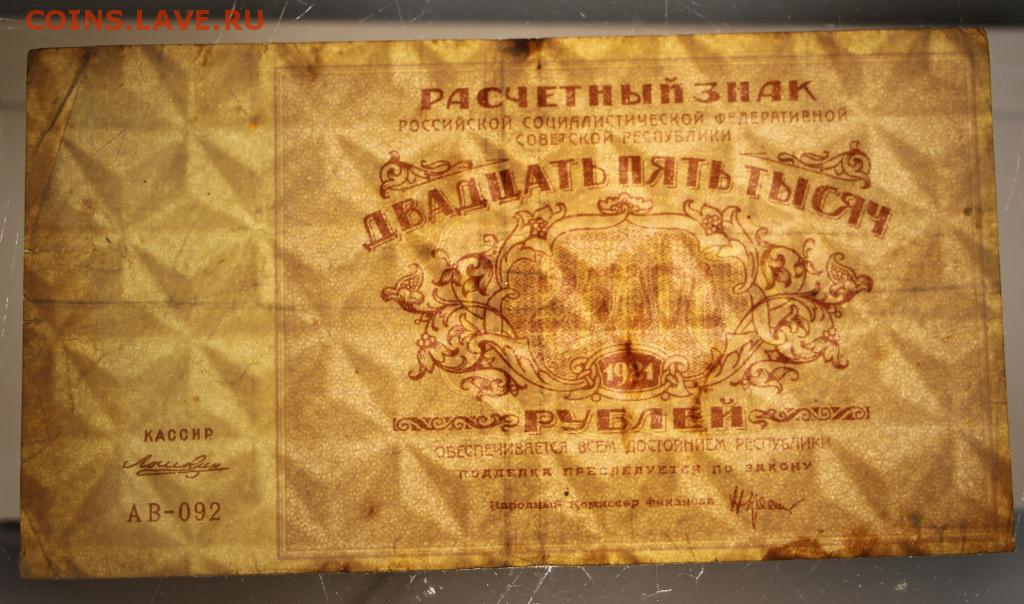 COINS.LAVE.RU
РАСЧЕТНЫЙ ЗНАК
РОССИЙСКОЙ СОЦИАЛИСТИЧЕСКОЙ ФЕДЕРАТИВНОЙ
СОВЕТСКОЙ РЕСПУБЛИКИ
ДВАДЦАТЬ ПЯТЬ ТЫСЯЧ
1921
РУБЛЕЙ
ОБЕСПЕЧИВАЕТСЯ ВСЕМ ДОСТОЯНИЕМ РЕСПУБЛИКИ
ПОДДЕЛКА ПРЕСЛЕДУЕТСЯ ПО ЗАКОНУ
Народный Комиссар финансов
КАССИР
АВ-092